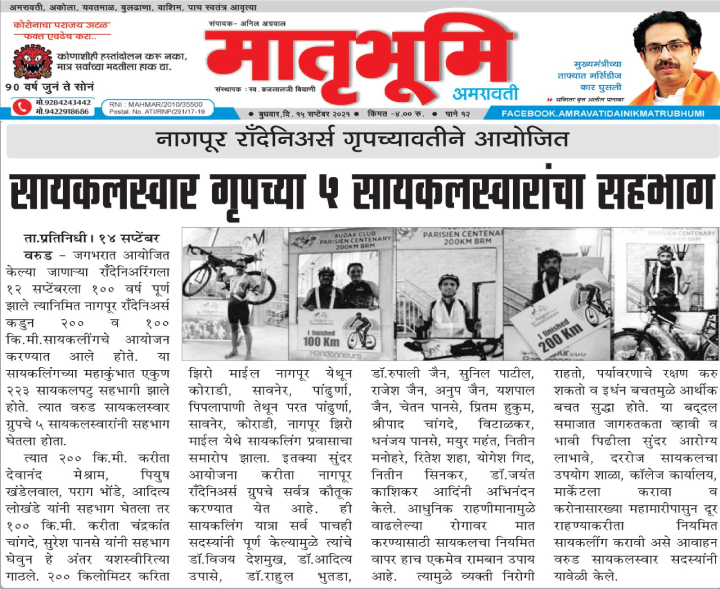 अमरावती, अकोला, यवतमाळ, बुलढाणा, वाशिम, पाच स्वतंत्र आवृत्या
कोरोनाचा पराजय अटळ
फक्त एवढेच करा..
कोणाशीही हस्तांदोलन करू नका,
मात्र सर्वाच्या मदतीला हाक द्या.
९० वर्ष जुनं ते सोनं
मो.9284243442
मो.9422918686
RNI : MAHMAR/2010/35500
Postal No. ATI/RNP/291/17-19
संपादक- अनिल अग्रवाल
मातृभूमि
संस्थापक : स्व. ब्रजलालजी बियाणी
अमरावती
मुख्यमंत्रीच्या
ताफ्यात मर्सिडीज
कार घुसली
» सविस्तर वृत्त आतील पानावर
● बुधवार,दि. १५ सप्टेंबर २०२१ ● किंमत -४.०० रु. ● पाने १२
FACEBOOK.AMRAVATIDAINIKMATRUBHUMI
नागपूर राँदेनिअर्स गृपच्यावतीने आयोजित
सायकलस्वार गृपच्या ५ सायकलस्वारांचा सहभाग
ता.प्रतिनिधी। १४ सप्टेंबर
वरुड - जगभरात आयोजित
केल्या जाणाऱ्या राँदेनिअरिंगला
१२ सप्टेंबरला १०० वर्ष पूर्ण
झाले त्यानिमित नागपूर राँदेनिअर्स
कडुन २०० व १००
कि.मी.सायकलींगचे आयोजन
करण्यात आले होते. या
सायकलिंगच्या महाकुंभात एकुण
२२३ सायकलपटु सहभागी झाले
होते. त्यात वरुड सायकलस्वार
ग्रुपचे ५ सायकलस्वारांनी सहभाग
घेतला होता.
त्यात २०० कि.मी. करीता
देवानंद मेश्राम, पियुष
खंडेलवाल, पराग भोंडे, आदित्य
लोखंडे यांनी सहभाग घेतला तर
१०० कि.मी. करीता चंद्रकांत
चांगदे, सुरेश पानसे यांनी सहभाग
घेवुन हे अंतर यशस्वीरित्या
गाठले. २०० किलोमिटर करिता
AUDAX CLUB
PARISIEN CENTENARY
200KM BRM
I finished
100 Km
Randonneurs
PARISIEN CENTENARY
200KM BRM
I finished
200 Km
झिरो माईल नागपूर येथून
कोराडी, सावनेर, पांढुर्णा,
पिपलापाणी तेथून परत पांढुर्णा,
सावनेर, कोराडी, नागपूर झिरो
माईल येथे सायकलिंग प्रवासाचा
समारोप झाला. इतक्या सुंदर
आयोजना करीता नागपूर
राँदेनिअर्स ग्रुपचे सर्वत्र कौतूक
करण्यात येत आहे. ही
सायकलिंग यात्रा सर्व पाचही
सदस्यांनी पूर्ण केल्यामुळे त्यांचे
डॉ.विजय देशमुख, डॉ.आदित्य
उपासे, डॉ.राहुल भुतडा,
डॉ.रुपाली जैन, सुनिल पाटील,
राजेश जैन, अनुप जैन, यशपाल
जैन, चेतन पानसे, प्रितम हुकुम,
श्रीपाद चांगदे, विटाळकर,
धनंजय पानसे, मयुर महंत, नितीन
मनोहरे, रितेश शहा, योगेश गिद,
नितीन सिनकर, डॉ.जयंत
काशिकर आदिंनी अभिनंदन
केले. आधुनिक राहणीमानामुळे
वाढलेल्या रोगावर मात
करण्यासाठी सायकलचा नियमित
वापर हाच एकमेव रामबान उपाय
आहे. त्यामुळे व्यक्ती निरोगी
राहतो, पर्यावरणाचे रक्षण करु
शकतो व इधंन बचतमुळे आर्थीक
बचत सुद्धा होते. या बद्दल
समाजात जागरुतकता व्हावी व
भावी पिढीला सुंदर आरोग्य
लाभावे, दररोज सायकलचा
उपयोग शाळा, कॉलेज कार्यालय,
मार्केटला करावा व
करोनासारख्या महामारीपासुन दूर
राहण्याकरीता नियमित
सायकलींग करावी असे आवाहन
वरुड सायकलस्वार सदस्यांनी
यावेळी केले.